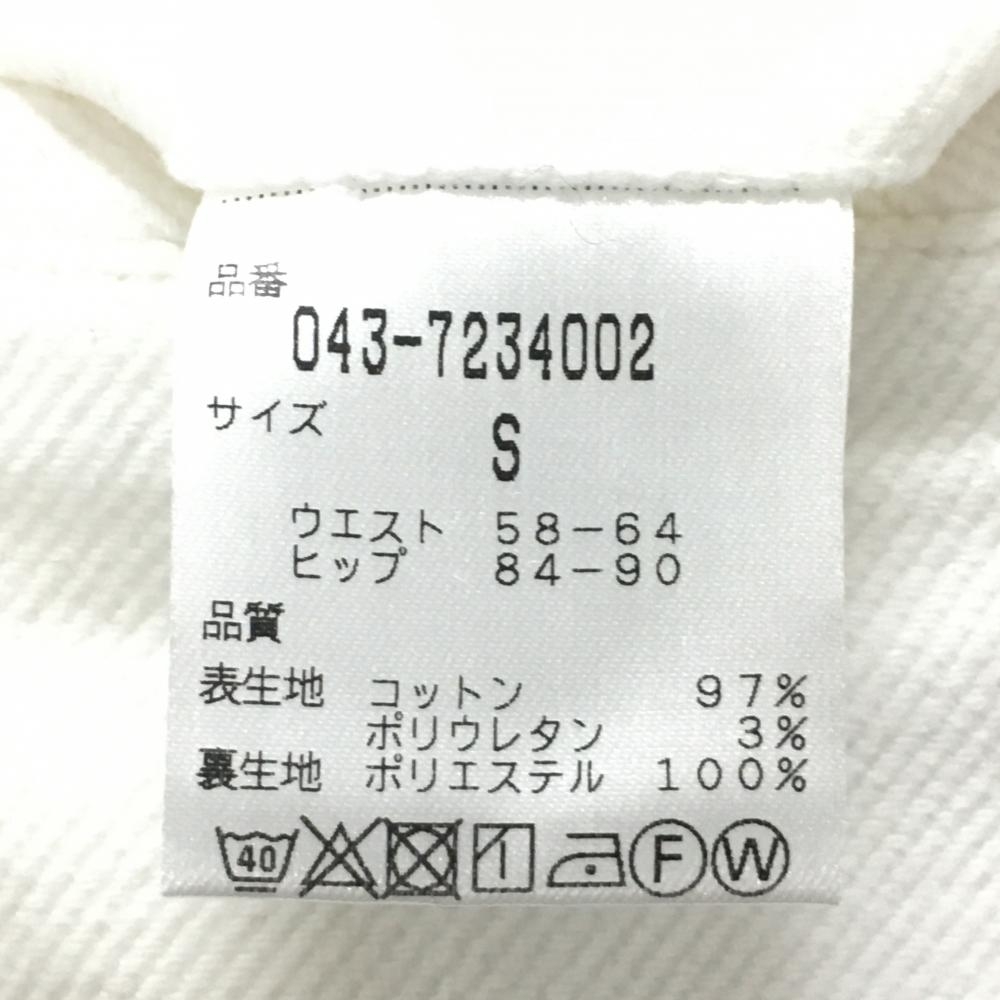 品番
043-7234002
サイズ
S
ウエスト 58-64
ヒップ 84-90
品質
表生地 コットン 97%
ポリウレタン 3%
裏生地 ポリエステル 100%
40 F W